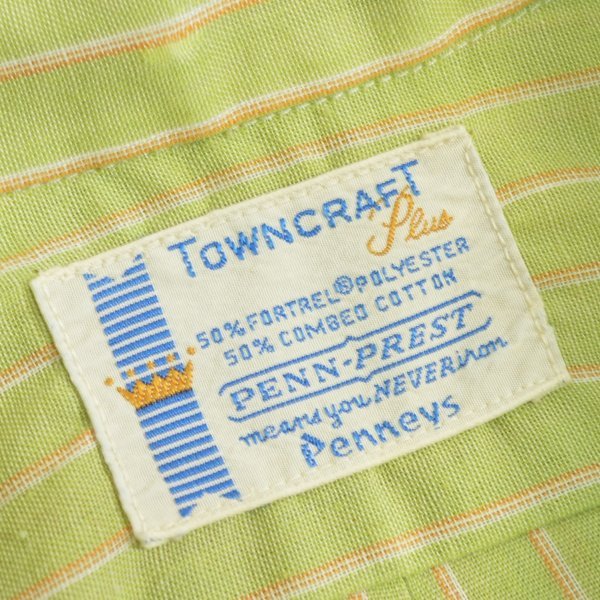 TOWNCRAFT
Plus
50% FORTREL® POLYESTER
50% COMBED COTTON
PENN-PREST
means you NEVER iron
Penneys